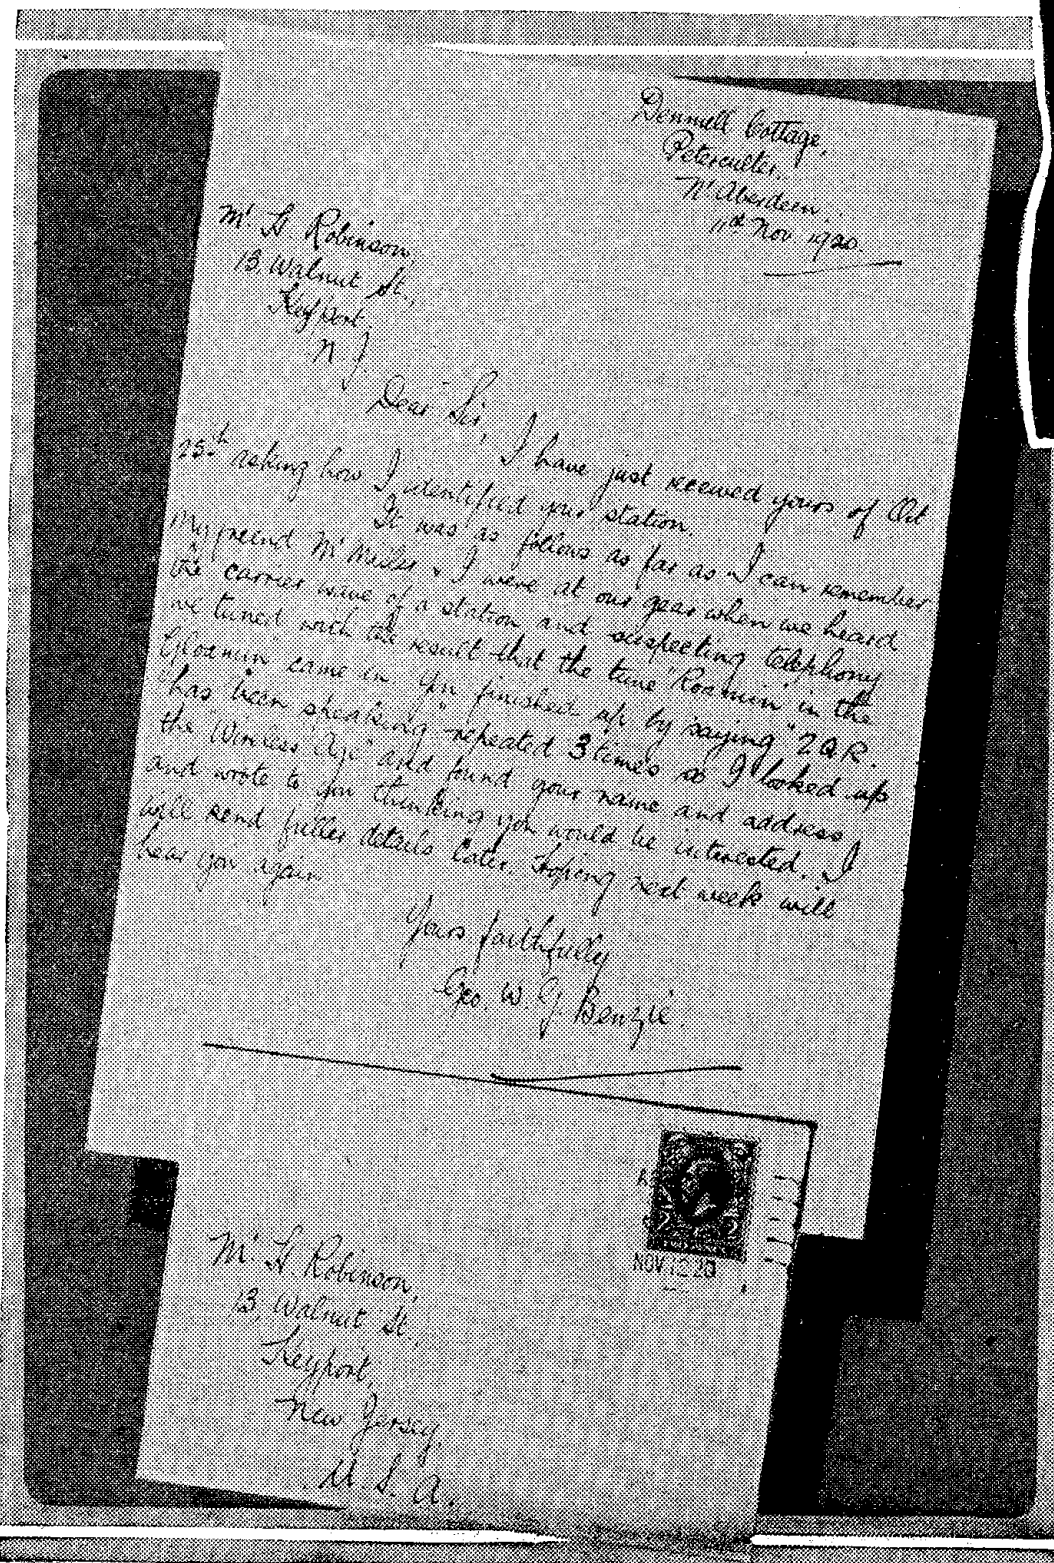 Cottage,
Peterculter,
Nr Aberdeen.
11th Nov 1920
Mr H Robinson,
13, Walnut St.,
Keyport,
N J.
Dear Sir, I have just received yours of Oct
25th asking how I identified your station.
It was as follows as far as I can remember
My friend Mr Miller & I were at our gear when we heard
the carrier wave of a station and suspecting telephony
we tuned with the result that the tune "Roamin' in the
Gloamin'" came in. You finished up by saying "2QR.
has been speaking" repeated 3 times so I looked up
the "Wireless Age" and found your name and address
and wrote to you thinking you would be interested. I
will send fuller details later. Hoping next weeks will
hear you again.
Yours faithfully
Geo. W. G. Benzie.
NOV 12 20
Mr H. Robinson,
13, Walnut St.,
Keyport,
New Jersey,
U. S. A.